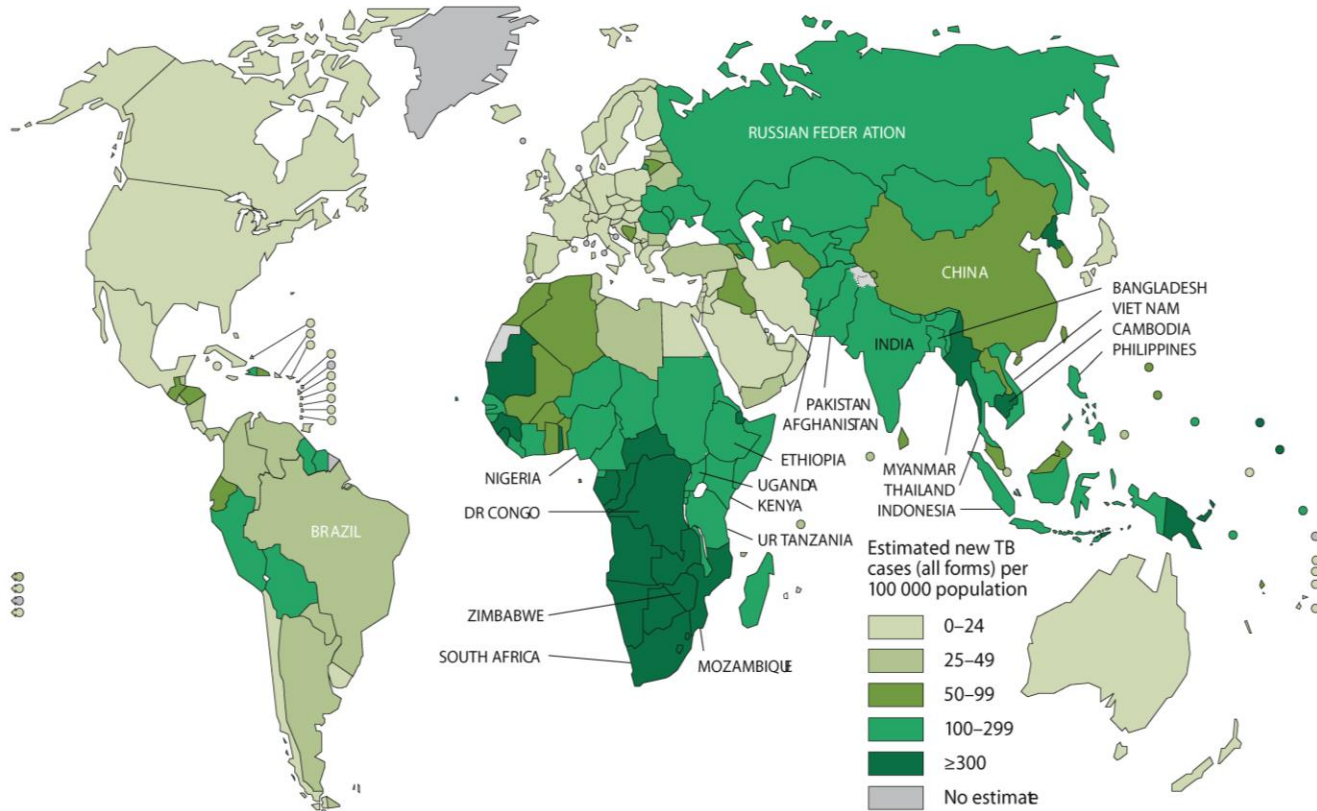 RUSSIAN FEDER ATION
CHINA
BANGLADESH
VIET NAM
CAMBODIA
PHILIPPINES
INDIA
PAKISTAN
AFGHANISTAN
NIGERIA
ETHIOPIA
UGANDA
KENYA
DR CONGO
UR TANZANIA
BRAZIL
MYANMAR
THAILAND
INDONESIA
ZIMBABWE
SOUTH AFRICA
MOZAMBIQUE
Estimated new TB
cases (all forms) per
100 000 population
0–24
25–49
50–99
100–299
≥300
No estimate